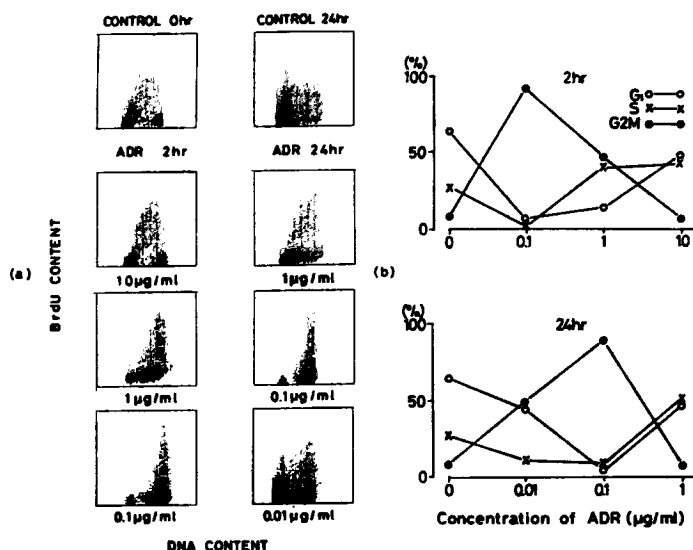 CONTROL 0hr
CONTROL 24hr
ADR 2hr
ADR 24hr
10µg/ml
1µg/ml
1µg/ml
0.1µg/ml
0.1µg/ml
0.01µg/ml
(a)
BrdU CONTENT
DNA CONTENT
(b)
(%)
2hr
G1
S
G2M
100
50
0
0
0.1
1
10
(%)
24hr
100
50
0
0
0.01
0.1
1
Concentration of ADR (µg/ml)